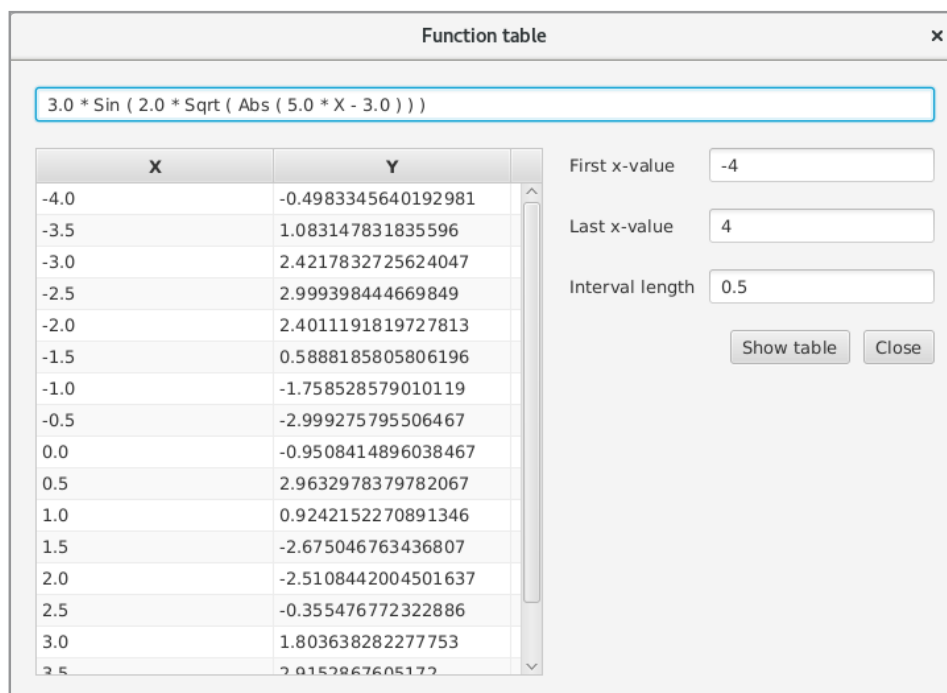 Function table
3.0 * Sin ( 2.0 * Sqrt ( Abs ( 5.0 * X - 3.0 ) ) )
X Y
-4.0 -0.4983345640192981
-3.5 1.083147831835596
-3.0 2.4217832725624047
-2.5 2.999398444669849
-2.0 2.4011191819727813
-1.5 0.5888185805806196
-1.0 -1.758528579010119
-0.5 -2.999275795506467
0.0 -0.9508414896038467
0.5 2.9632978379782067
1.0 0.9242152270891346
1.5 -2.675046763436807
2.0 -2.5108442004501637
2.5 -0.355476772322886
3.0 1.803638282277753
3.5 2.9152867605172
First x-value -4
Last x-value 4
Interval length 0.5
Show table Close